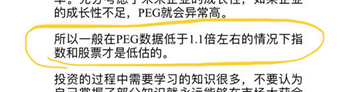 的成长性不足，PEG就会异常高。
所以一般在PEG数据低于1.1倍左右的情况下指
数和股票才是低估的。
投资的过程中需要学习的知识很多，不要认为